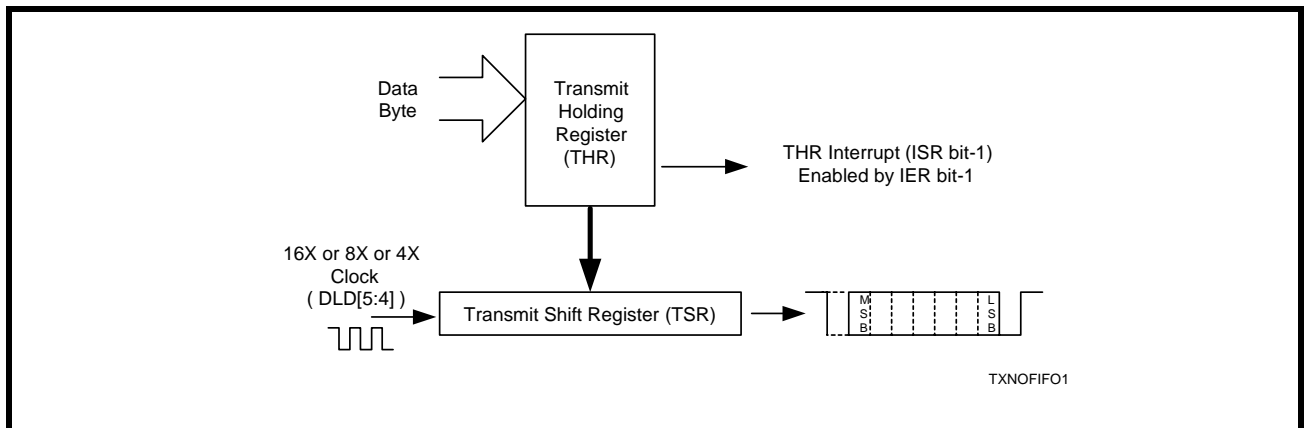 Data
Byte
Transmit
Holding
Register
(THR)
THR Interrupt (ISR bit-1)
Enabled by IER bit-1
16X or 8X or 4X
Clock
( DLD[5:4] )
Transmit Shift Register (TSR)
M
S
B
L
S
B
TXNOFIFO1